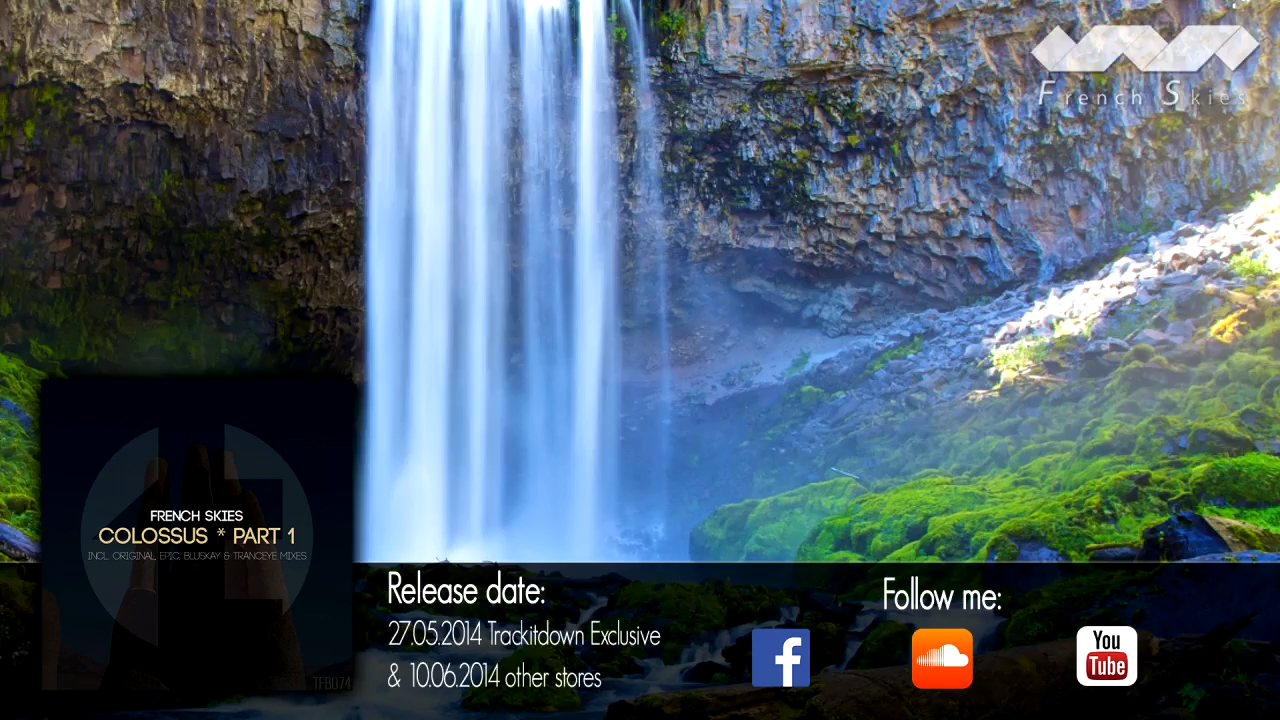 French Skies
FRENCH SKIES
COLOSSUS * PART 1
INCL. ORIGINAL EPIC, BLUSKAY & TRANCEYE MIXES
TFB074
Release date:
27.05.2014 Trackitdown Exclusive
& 10.06.2014 other stores
Follow me:
f
You
Tube